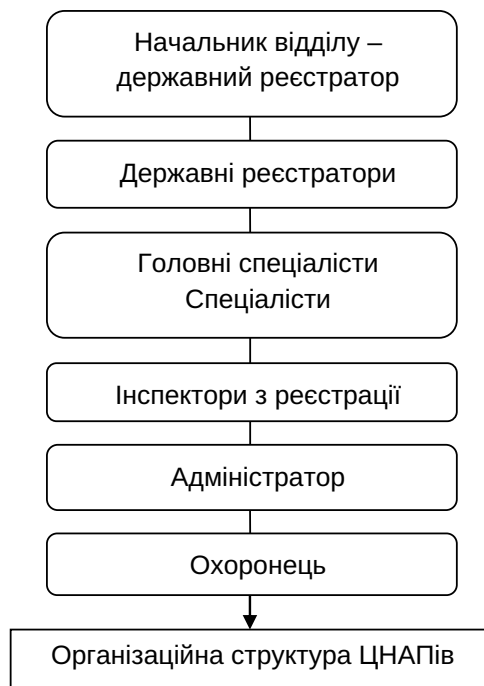 Начальник відділу –
державний реєстратор
Державні реєстратори
Головні спеціалісти
Спеціалісти
Інспектори з реєстрації
Адміністратор
Охоронець
Організаційна структура ЦНАПів